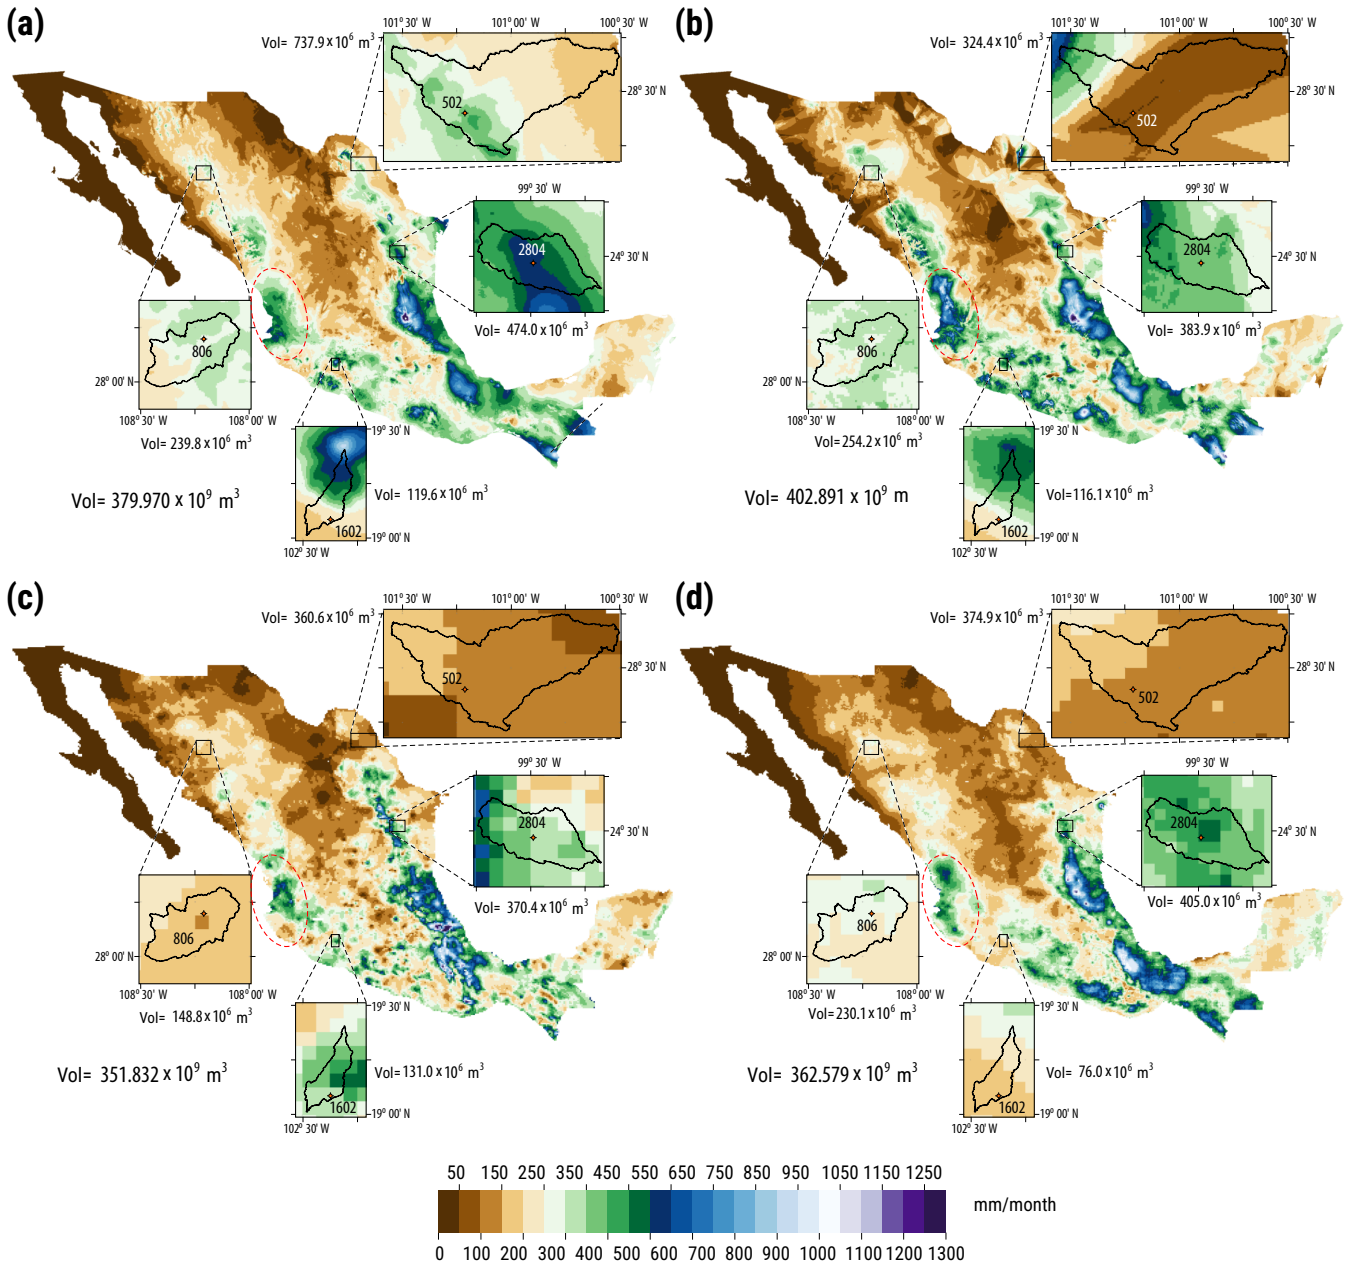 (a)
101° 30' W 101° 00' W 100° 50' W
Vol= 737.9 x 10⁶ m³
28° 30' N
502
99° 30' W
2804
24° 30' N
Vol= 474.0 x 10⁶ m³
806
28° 00' N
108° 30' W 108° 00' W
Vol= 239.8 x 10⁶ m³
19° 30' N
Vol= 119.6 x 10⁶ m³
1602
19° 00' N
102° 30' W
Vol= 379.970 x 10⁹ m³
(b)
101° 30' W 101° 00' W 100° 50' W
Vol= 324.4 x 10⁶ m³
28° 30' N
502
99° 30' W
2804
24° 30' N
Vol= 383.9 x 10⁶ m³
806
28° 00' N
108° 30' W 108° 00' W
Vol= 254.2 x 10⁶ m³
19° 30' N
Vol= 116.1 x 10⁶ m³
1602
19° 00' N
102° 30' W
Vol= 402.891 x 10⁹ m
(c)
101° 30' W 101° 00' W 100° 50' W
Vol= 360.6 x 10⁶ m³
28° 30' N
502
99° 30' W
2804
24° 30' N
Vol= 370.4 x 10⁶ m³
806
28° 00' N
108° 30' W 108° 00' W
Vol= 148.8 x 10⁶ m³
19° 30' N
Vol= 131.0 x 10⁶ m³
1602
19° 00' N
102° 30' W
Vol= 351.832 x 10⁹ m³
(d)
101° 30' W 101° 00' W 100° 50' W
Vol= 374.9 x 10⁶ m³
28° 30' N
502
99° 30' W
2804
24° 30' N
Vol= 405.0 x 10⁶ m³
806
28° 00' N
108° 30' W 108° 00' W
Vol= 230.1 x 10⁶ m³
19° 30' N
Vol= 76.0 x 10⁶ m³
1602
19° 00' N
102° 30' W
Vol= 362.579 x 10⁹ m³
50 150 250 350 450 550 650 750 850 950 1050 1150 1250
mm/month
0 100 200 300 400 500 600 700 800 900 1000 1100 1200 1300